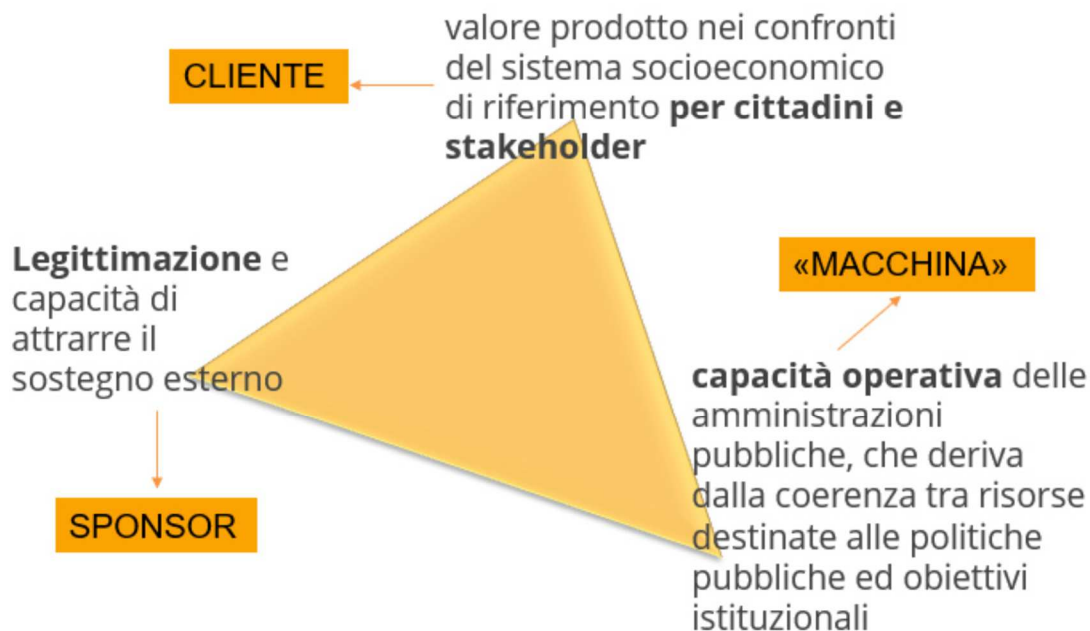 valore prodotto nei confronti
del sistema socioeconomico
di riferimento per cittadini e
stakeholder
CLIENTE
Legittimazione e
capacità di
attrarre il
sostegno esterno
SPONSOR
«MACCHINA»
capacità operativa delle
amministrazioni
pubbliche, che deriva
dalla coerenza tra risorse
destinate alle politiche
pubbliche ed obiettivi
istituzionali